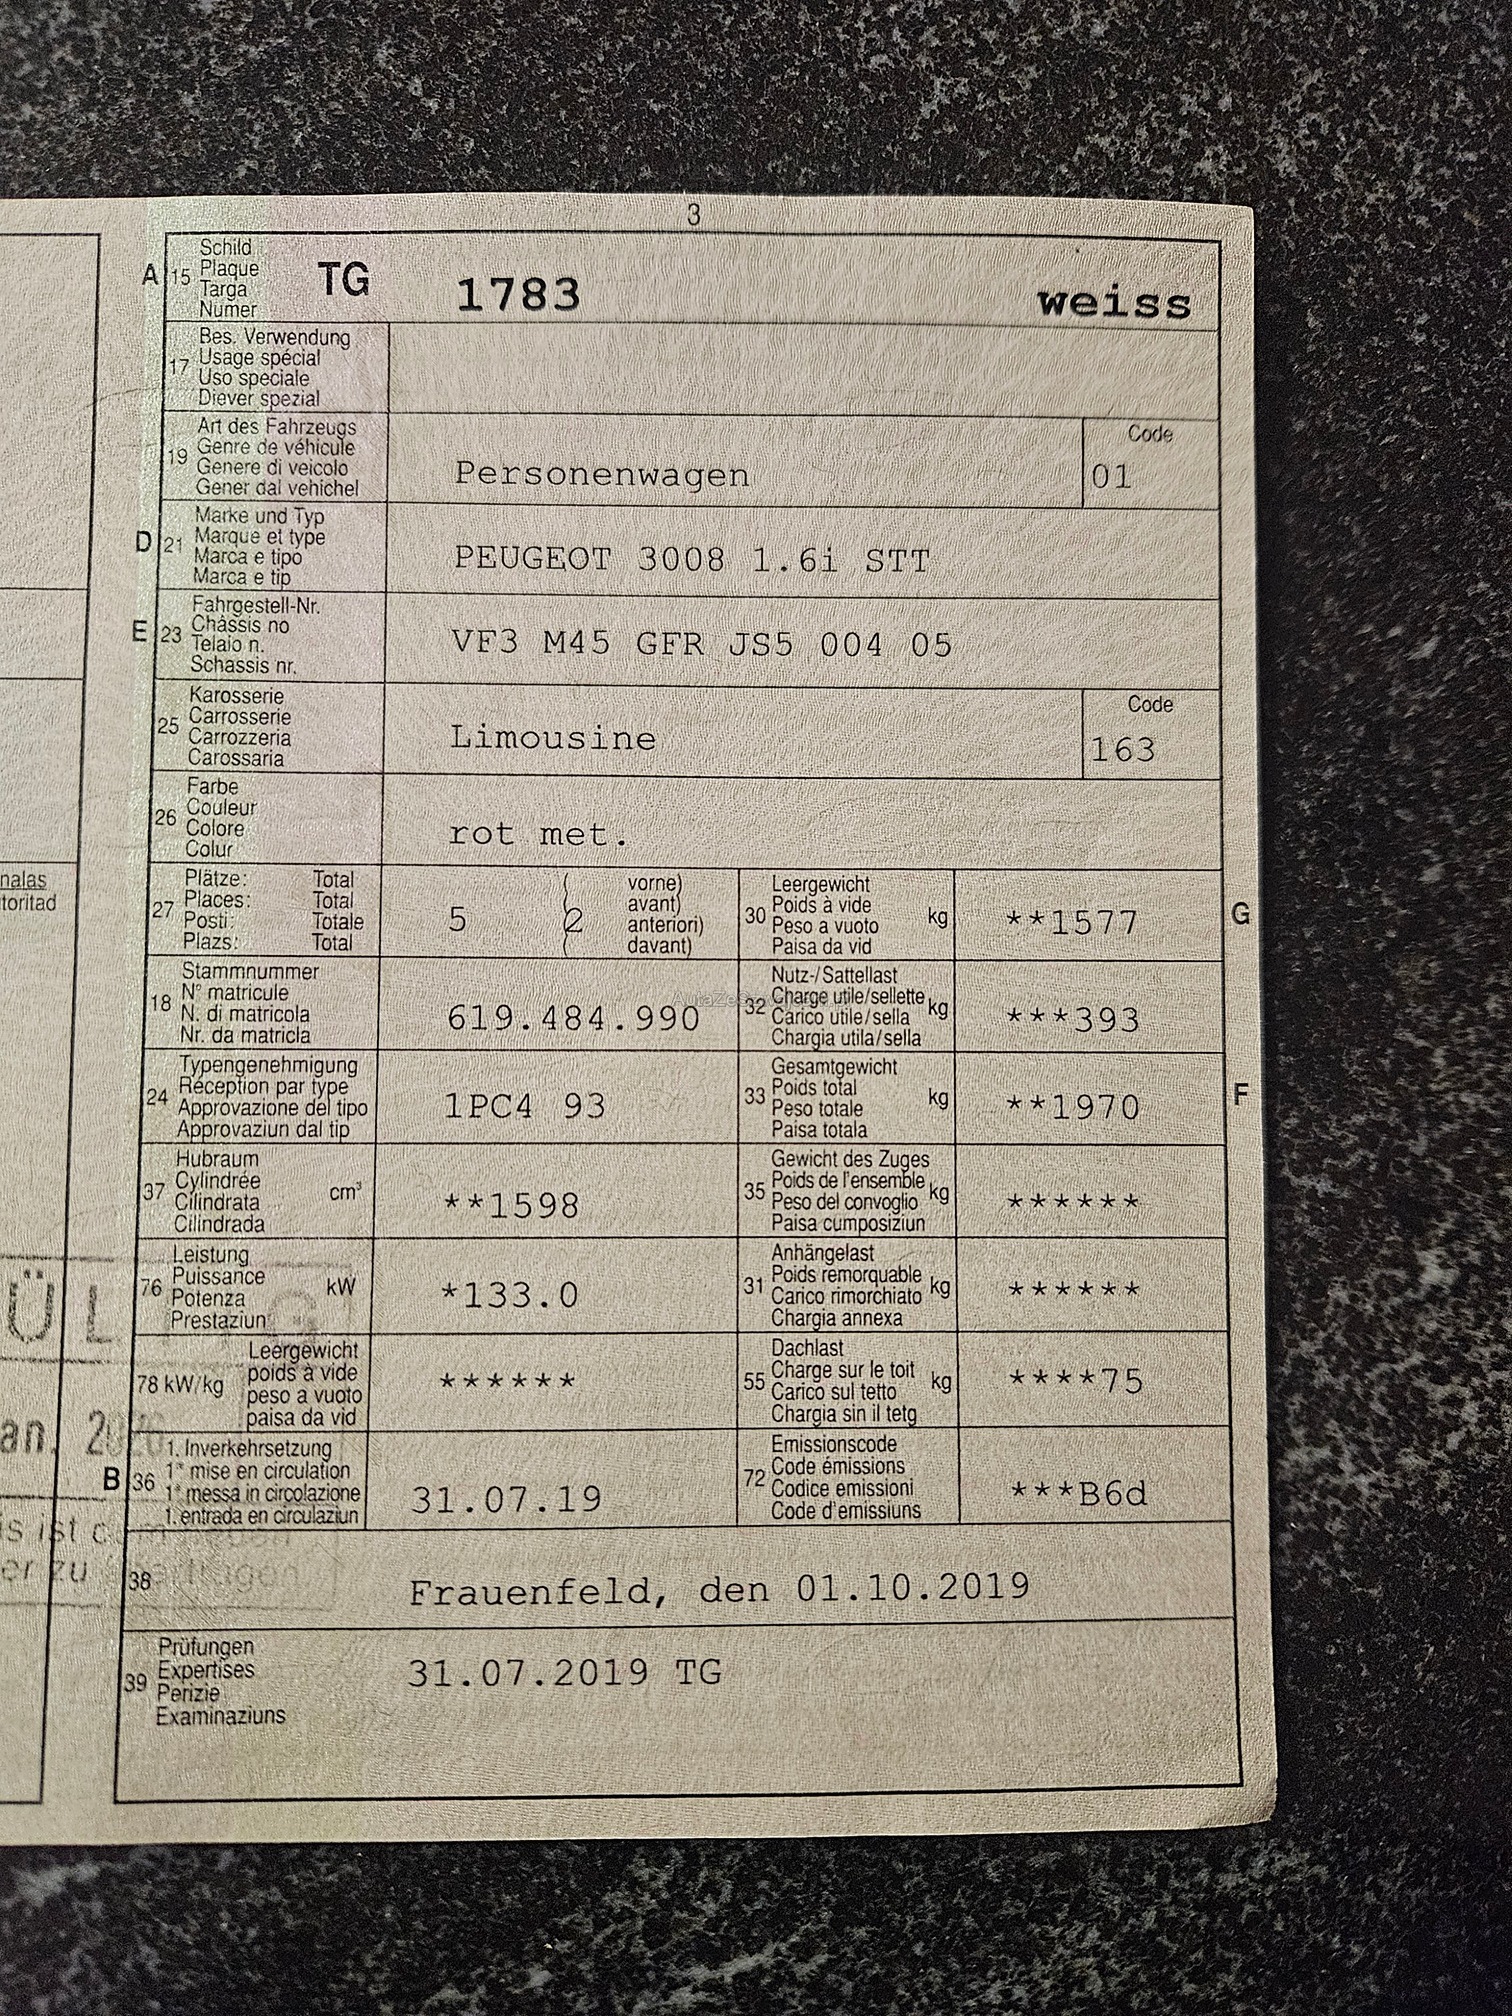 3
A 15 Schild Plaque Targa Numer TG 1783 weiss
17 Bes. Verwendung
Usage spécial
Uso speciale
Diever spezial
19 Art des Fahrzeugs
Genre de véhicule
Genere di veicolo
Gener dal vehichel
Personenwagen
Code
01
D 21 Marke und Typ
Marque et type
Marca e tipo
Marca e tip
PEUGEOT 3008 1.6i STT
E 23 Fahrgestell-Nr.
Châssis no
Telaio n.
Schassis nr.
VF3 M45 GFR JS5 004 05
25 Karosserie
Carrosserie
Carrozzeria
Carossaria
Limousine
Code
163
26 Farbe
Couleur
Colore
Colur
rot met.
27 Plätze: Total
Places: Total
Posti: Totale
Plazs: Total
5 ( 2 vorne)
avant)
anteriori)
davant)
30 Leergewicht
Poids à vide
Peso a vuoto
Paisa da vid
kg **1577 G
18 Stammnummer
N° matricule
N. di matricola
Nr. da matricla
619.484.990
32 Nutz-/Sattellast
Charge utile/sellette
Carico utile/sella
Chargia utila/sella
kg ***393
24 Typengenehmigung
Réception par type
Approvazione del tipo
Approvaziun dal tip
1PC4 93
33 Gesamtgewicht
Poids total
Peso totale
Paisa totala
kg **1970 F
37 Hubraum
Cylindrée
Cilindrata
Cilindrada
cm³ **1598
35 Gewicht des Zuges
Poids de l'ensemble
Peso del convoglio
Paisa cumposiziun
kg ******
76 Leistung
Puissance
Potenza
Prestaziun
kW *133.0
31 Anhängelast
Poids remorquable
Carico rimorchiato
Chargia annexa
kg ******
78 kW/kg Leergewicht
poids à vide
peso a vuoto
paisa da vid
******
55 Dachlast
Charge sur le toit
Carico sul tetto
Chargia sin il tetg
kg ****75
B 36 1. Inverkehrsetzung
1re mise en circulation
1a messa in circolazione
1. entrada en circulaziun
31.07.19
72 Emissionscode
Code émissions
Codice emissioni
Code d'emissiuns
***B6d
38 Frauenfeld, den 01.10.2019
39 Prüfungen
Expertises
Perizie
Examinaziuns
31.07.2019 TG
nalas
toritad